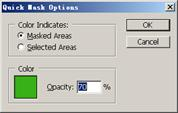 Quick Mask Options
Color Indicates:
Masked Areas
Selected Areas
OK
Cancel
Color
Opacity: 70 %